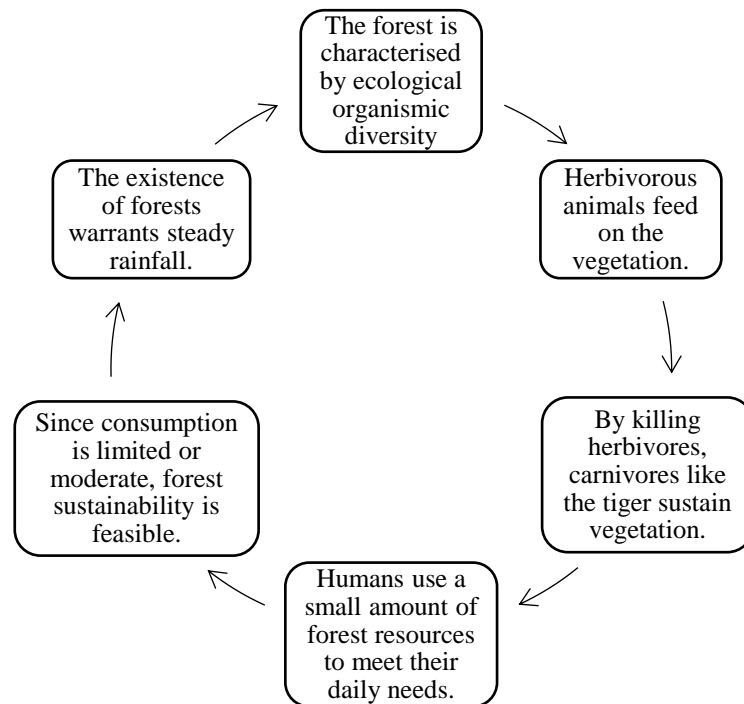 The forest is
characterised
by ecological
organismic
diversity
Herbivorous
animals feed
on the
vegetation.
By killing
herbivores,
carnivores like
the tiger sustain
vegetation.
Humans use a
small amount of
forest resources
to meet their
daily needs.
Since consumption
is limited or
moderate, forest
sustainability is
feasible.
The existence
of forests
warrants steady
rainfall.